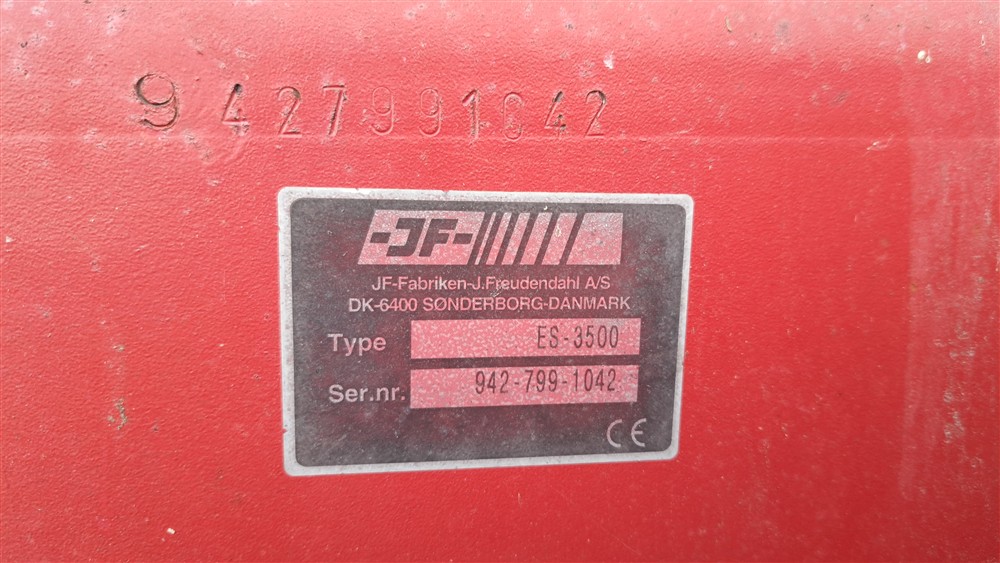 9427991042
-JF-
JF-Fabriken-J.Freudendahl A/S
DK-6400 SØNDERBORG-DANMARK
Type ES-3500
Ser.nr. 942-799-1042
CE